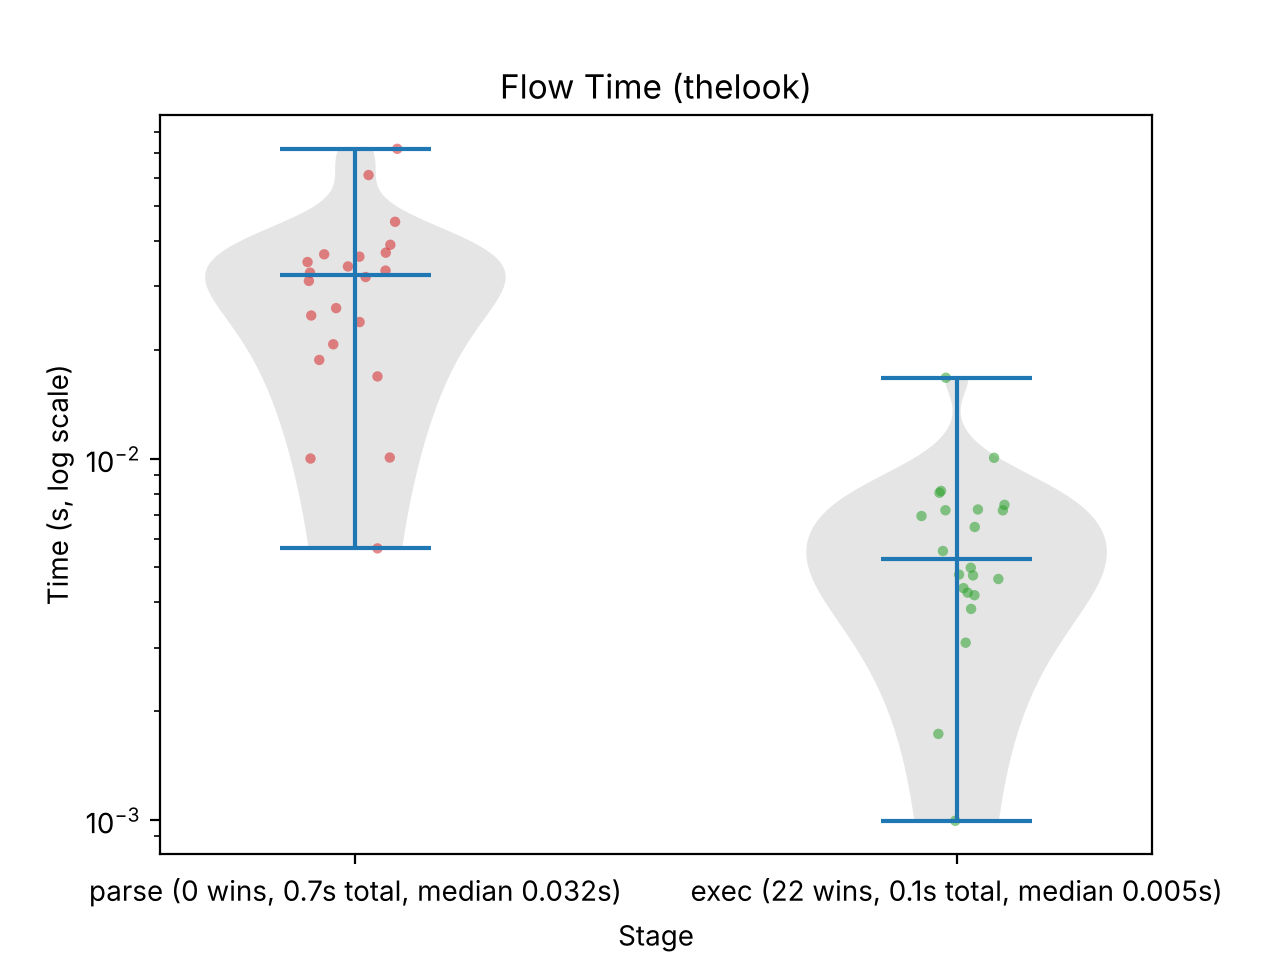 Flow Time (thelook)
Time (s, log scale)
10⁻²
10⁻³
parse (0 wins, 0.7s total, median 0.032s)
exec (22 wins, 0.1s total, median 0.005s)
Stage